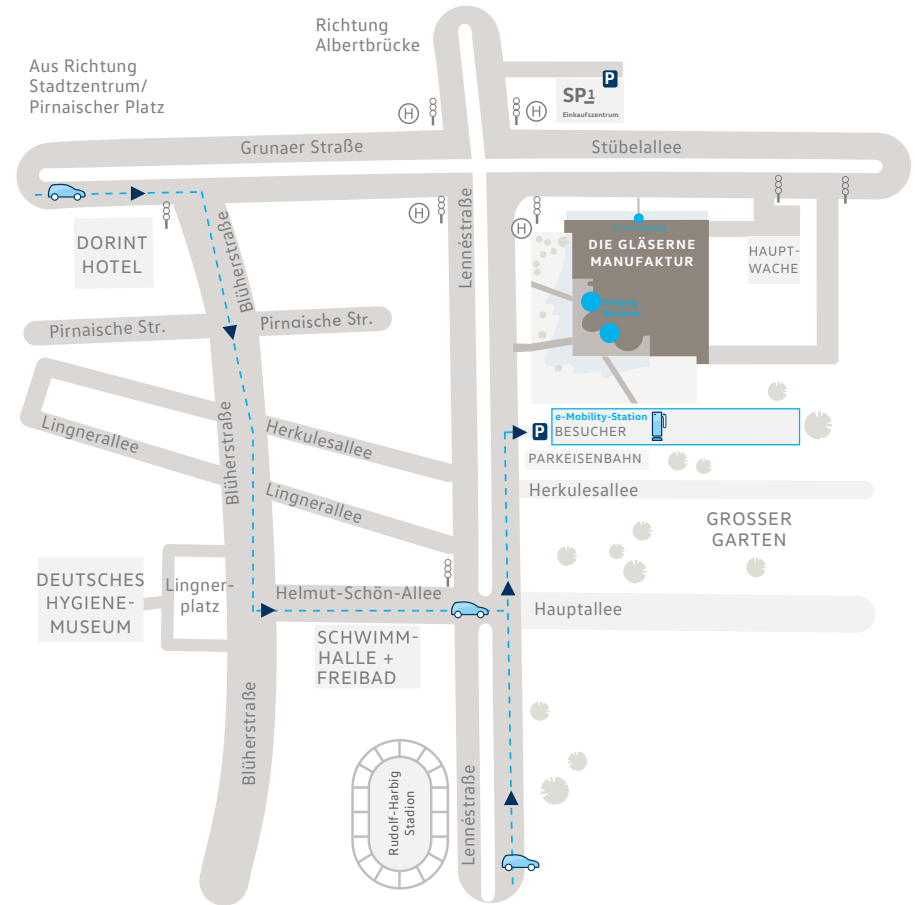 Richtung
Albertbrücke
Aus Richtung
Stadtzentrum/
Pirnaischer Platz
P
SP1
Einkaufszentrum
H
H
Grunaer Straße
Stübelallee
H
H
DORINT
HOTEL
Blüherstraße
Lennéstraße
DIE GLÄSERNE
MANUFAKTUR
HAUPT-
WACHE
Pirnaische Str.
Pirnaische Str.
Lingnerallee
Blüherstraße
Herkulesallee
Lingnerallee
e-Mobility-Station
P
BESUCHER
PARKEISENBAHN
Herkulesallee
GROSSER
GARTEN
DEUTSCHES
HYGIENE-
MUSEUM
Lingner-
platz
Helmut-Schön-Allee
Hauptallee
SCHWIMM-
HALLE +
FREIBAD
Blüherstraße
Rudolf-Harbig
Stadion
Lennéstraße